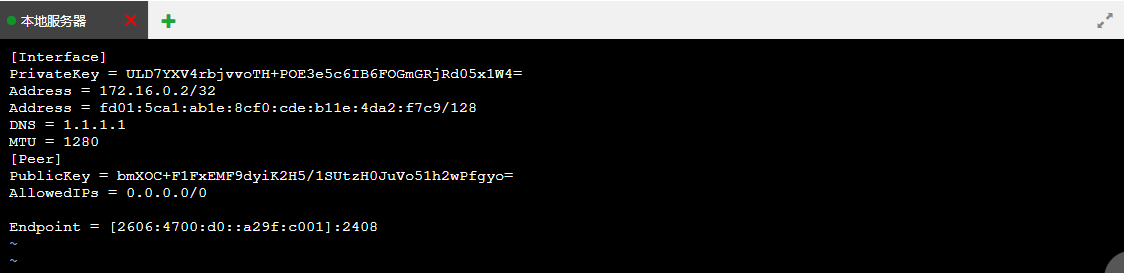 本地服务器
[Interface]
PrivateKey = ULD7YXV4rbjvvoTH+POE3e5c6IB6FOGmGRjRd05x1W4=
Address = 172.16.0.2/32
Address = fd01:5ca1:ab1e:8cf0:cde:b11e:4da2:f7c9/128
DNS = 1.1.1.1
MTU = 1280
[Peer]
PublicKey = bmXOC+F1FxEMF9dyiK2H5/1SUtzH0JuVo51h2wPfgyo=
AllowedIPs = 0.0.0.0/0
Endpoint = [2606:4700:d0::a29f:c001]:2408
~
~